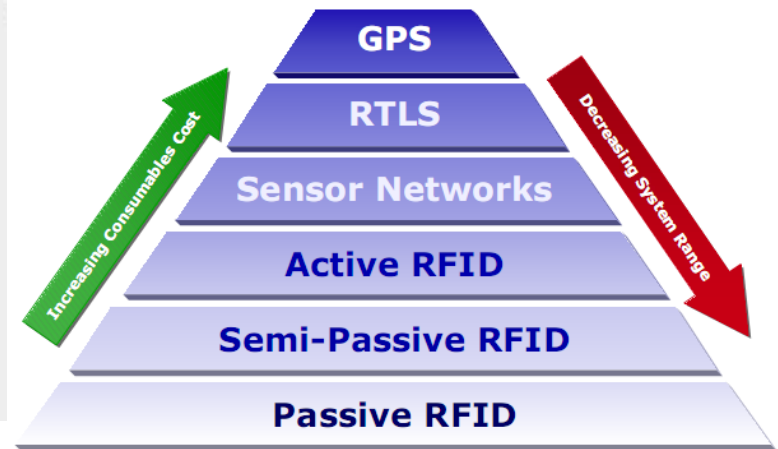 GPS
RTLS
Sensor Networks
Active RFID
Semi-Passive RFID
Passive RFID
Increasing Consumables Cost
Decreasing System Range